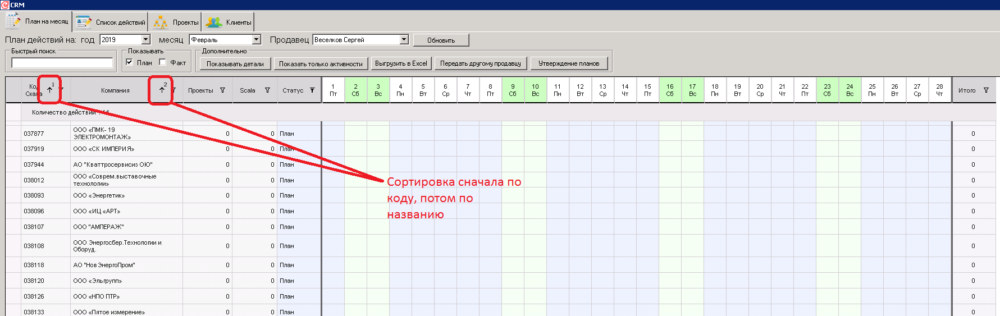 CRM
План на месяц
Список действий
Проекты
Клиенты
План действий на: год 2019 месяц Февраль Продавец Веселков Сергей Обновить
Быстрый поиск
Показывать
Дополнительно
План Факт
Показывать детали
Показать только активности
Выгрузить в Excel
Передать другому продавцу
Утверждение планов
Код Скала 1
Компания 2
Проекты
Scala
Статус
1 Пт
2 Сб
3 Вс
4 Пн
5 Вт
6 Ср
7 Чт
8 Пт
9 Сб
10 Вс
11 Пн
12 Вт
13 Ср
14 Чт
15 Пт
16 Сб
17 Вс
18 Пн
19 Вт
20 Ср
21 Чт
22 Пт
23 Сб
24 Вс
25 Пн
26 Вт
27 Ср
28 Чт
Итого
Количество действий : 44
037877 ООО «ПМК- 19 ЭЛЕКТРОМОНТАЖ» 0 0 План 0
037919 ООО «СК ИМПЕРИЯ» 0 0 План 0
037944 АО "Кваттросервисиз ОЮ" 0 0 План 0
038012 ООО «Соврем.выставочные технологии» 0 0 План 0
038093 ООО «Энергетик» 0 0 План 0
038096 ООО «ИЦ «АРТ» 0 0 План 0
038107 ООО "АМПЕРАЖ" 0 0 План 0
038108 ООО Энергосбер.Технологии и Оборуд. 0 0 План 0
038118 АО "НовЭнергоПром" 0 0 План 0
038120 ООО «Эльгрупп» 0 0 План 0
038126 ООО «НПО ПТР» 0 0 План 0
038133 ООО «Пятое измерение» 0 0 План 0
Сортировка сначала по
коду, потом по
названию